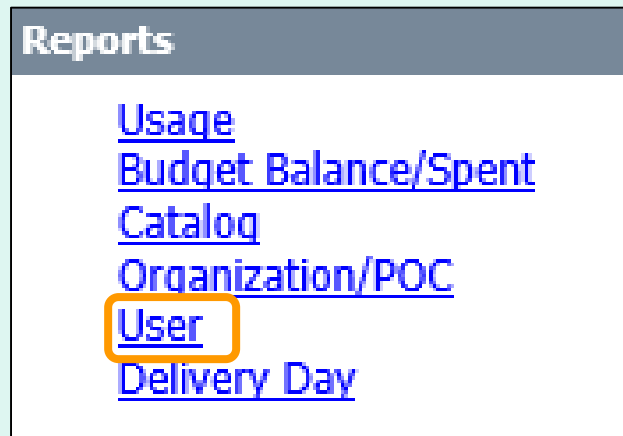 Reports
Usage
Budget Balance/Spent
Catalog
Organization/POC
User
Delivery Day